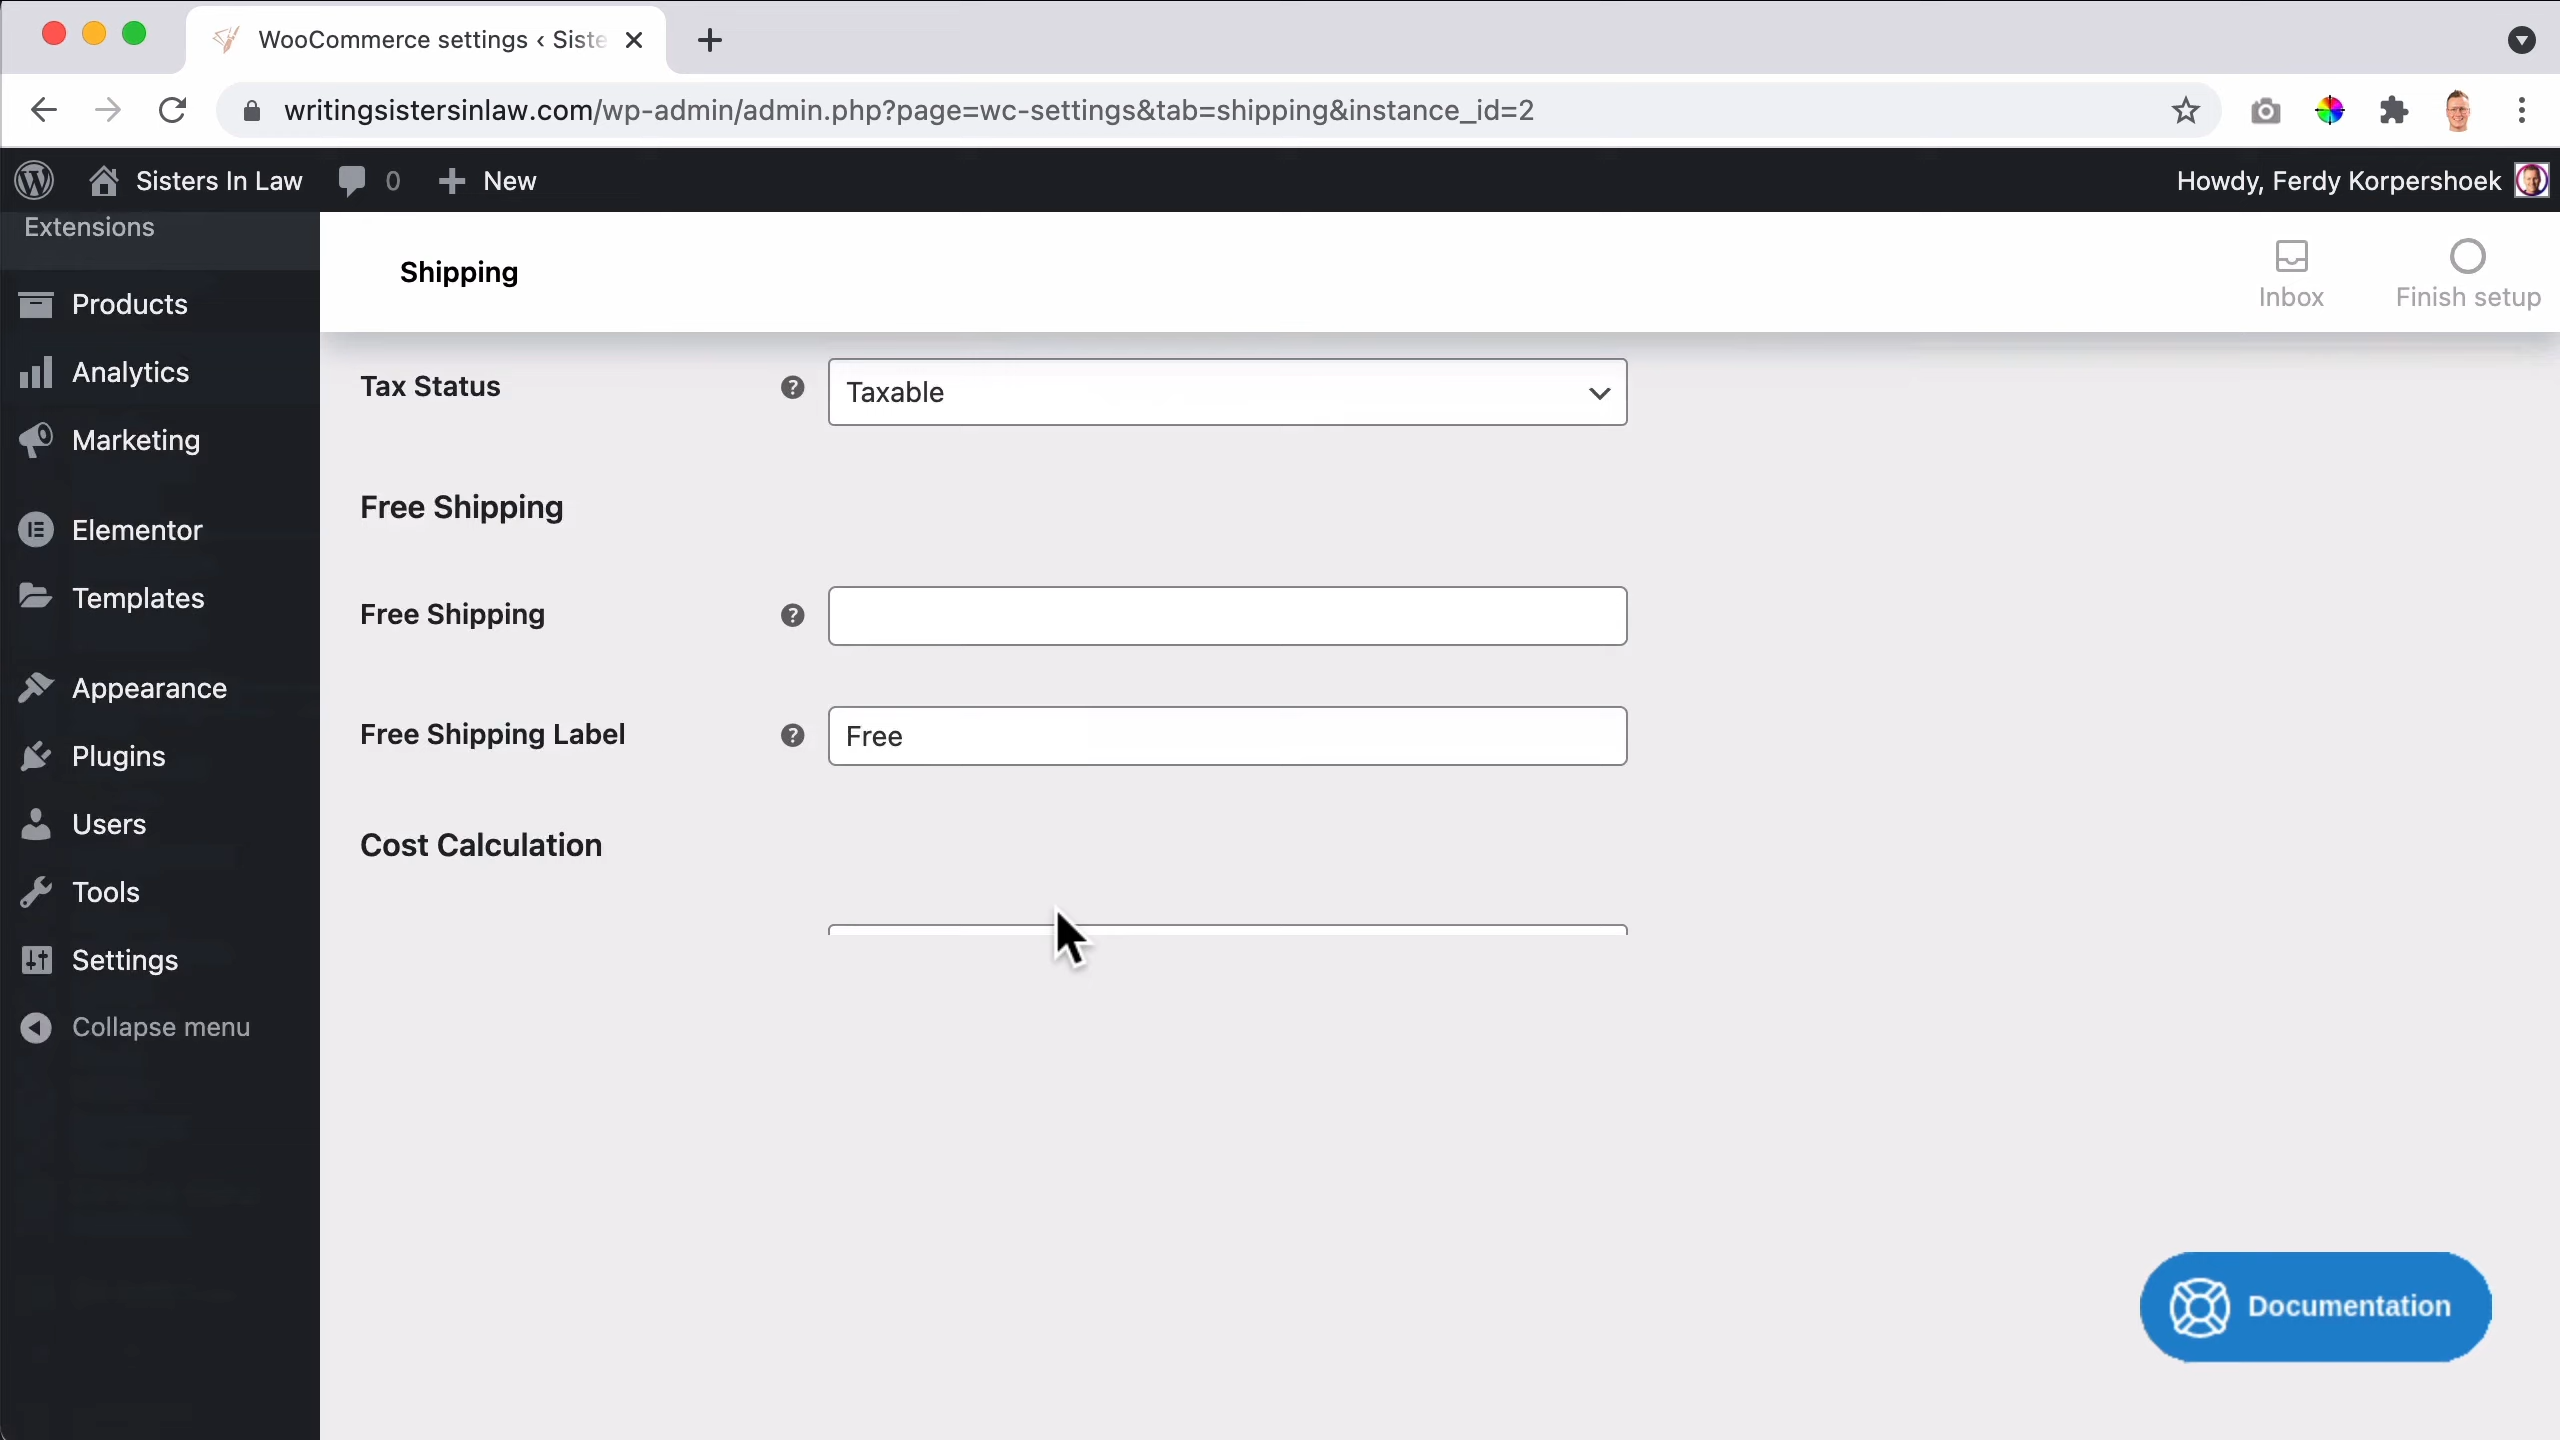 WooCommerce settings ‹ Siste
writingsistersinlaw.com/wp-admin/admin.php?page=wc-settings&tab=shipping&instance_id=2
Sisters In Law 0 New Howdy, Ferdy Korpershoek
Extensions
Products
Analytics
Marketing
Elementor
Templates
Appearance
Plugins
Users
Tools
Settings
Collapse menu
Shipping
Inbox
Finish setup
Tax Status ? Taxable
Free Shipping
Free Shipping ?
Free Shipping Label ? Free
Cost Calculation
Documentation